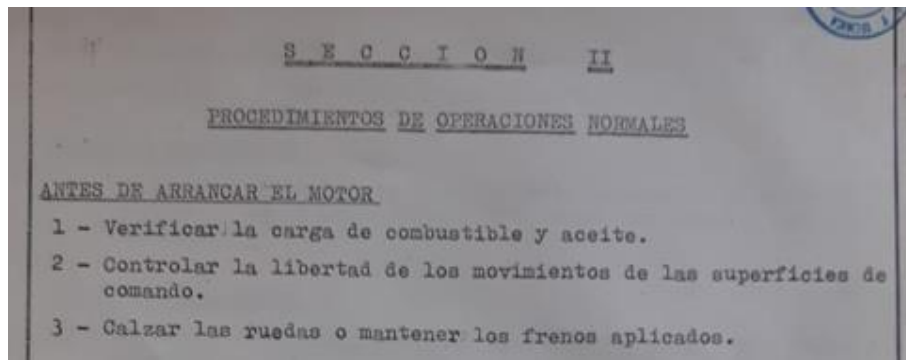 S E C C I O N II
PROCEDIMIENTOS DE OPERACIONES NORMALES
ANTES DE ARRANCAR EL MOTOR
1 - Verificar la carga de combustible y aceite.
2 - Controlar la libertad de los movimientos de las superficies de
comando.
3 - Calzar las ruedas o mantener los frenos aplicados.